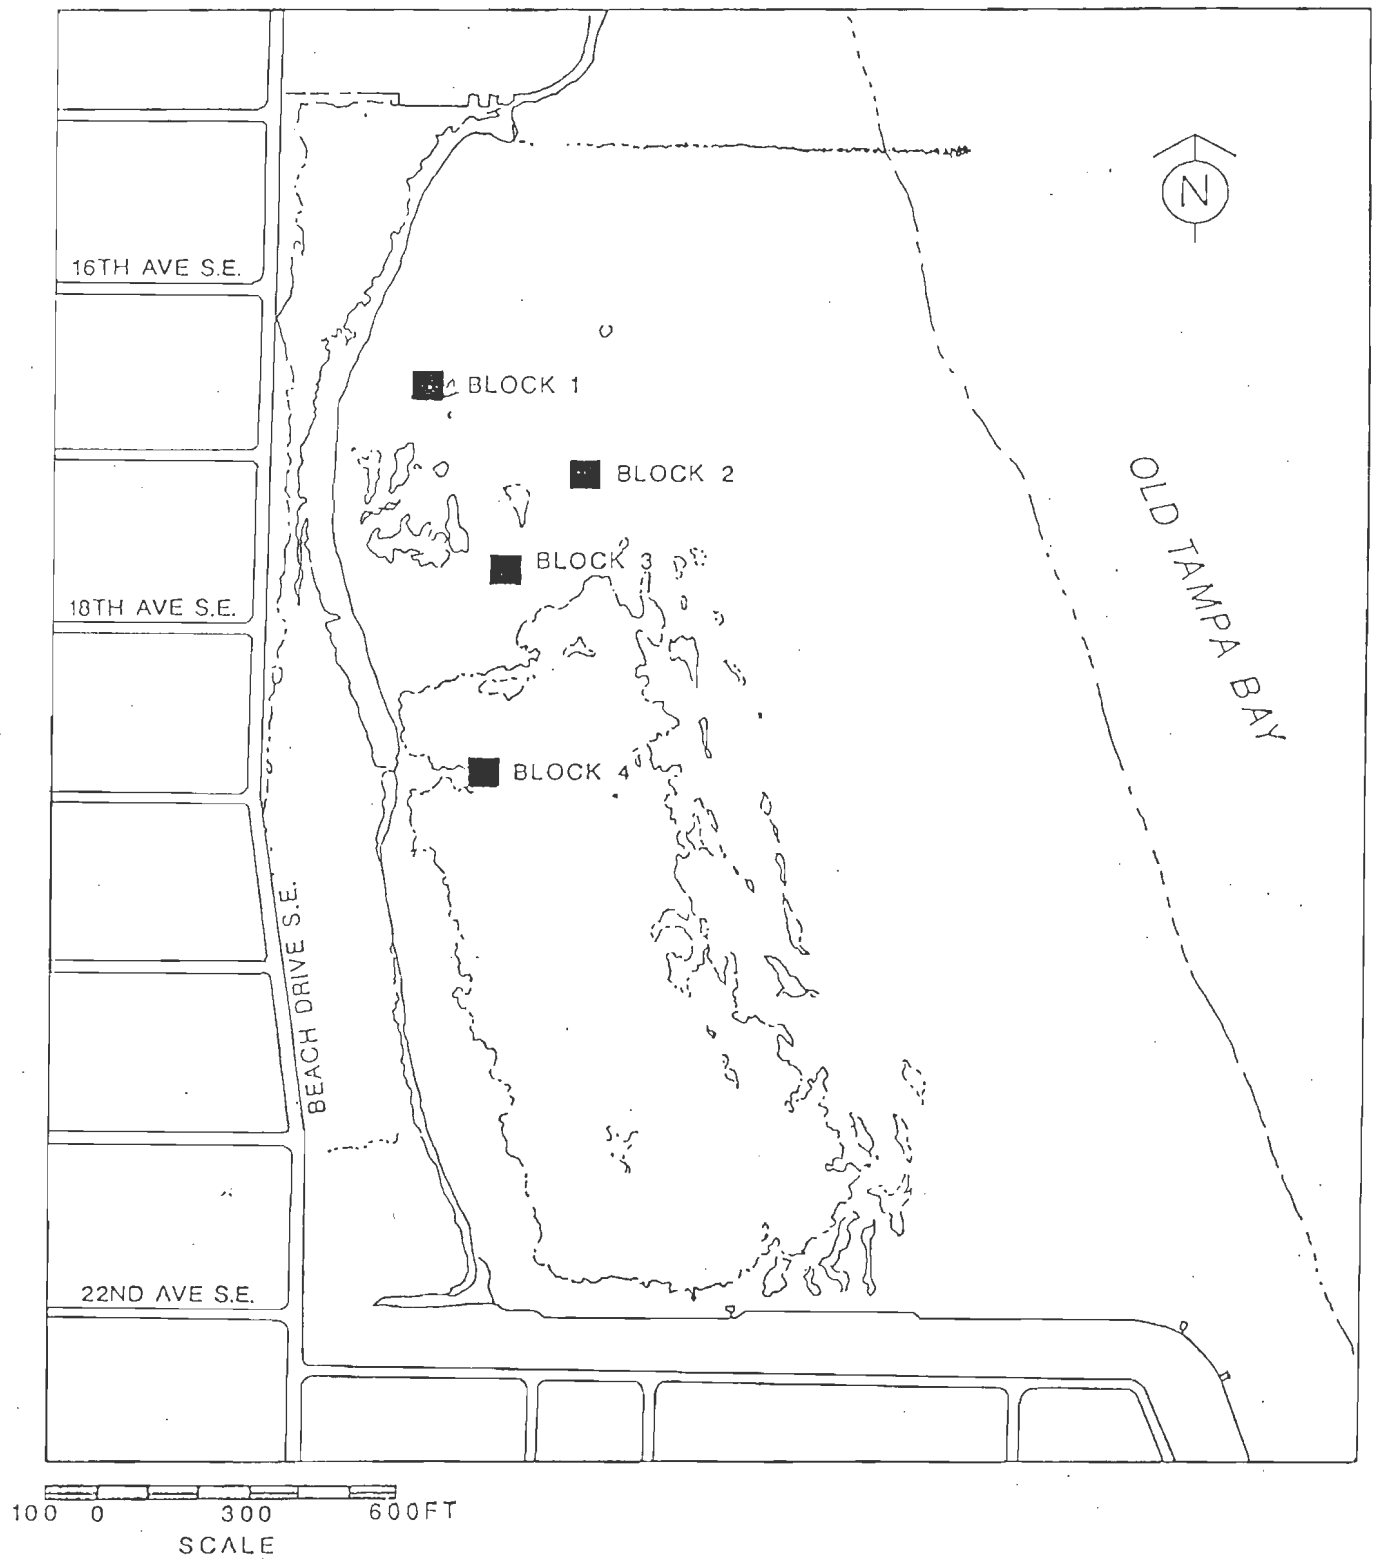 N
16TH AVE S.E.
BLOCK 1
BLOCK 2
OLD TAMPA BAY
BLOCK 3
18TH AVE S.E.
BLOCK 4
BEACH DRIVE S.E.
22ND AVE S.E.
100 0 300 600FT
SCALE